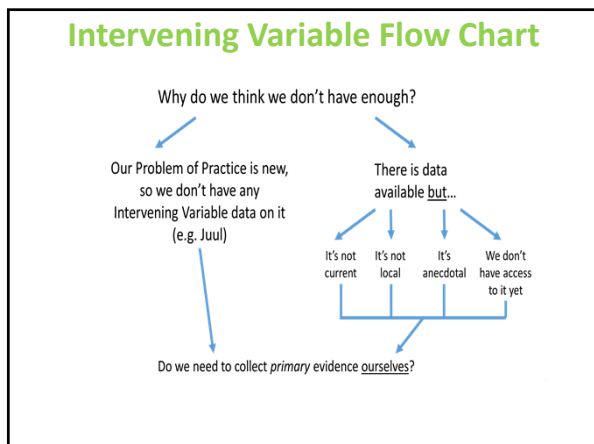 Intervening Variable Flow Chart
Why do we think we don't have enough?
Our Problem of Practice is new,
so we don't have any
Intervening Variable data on it
(e.g. Juul)
There is data
available but...
It's not
current
It's not
local
It's
anecdotal
We don't
have access
to it yet
Do we need to collect primary evidence ourselves?